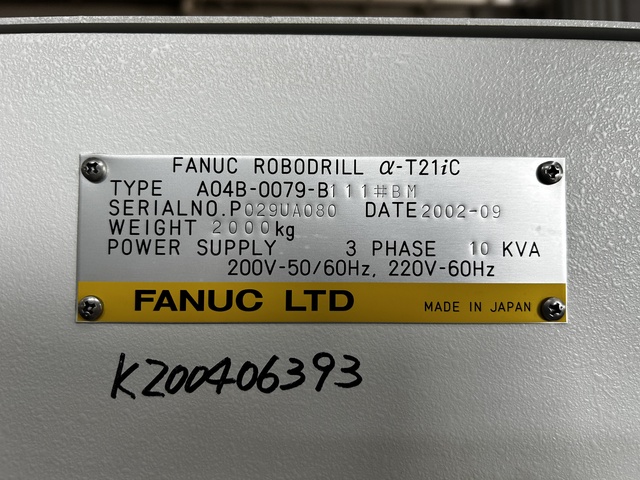 FANUC ROBODRILL α-T21iC
TYPE A04B-0079-B111#BM
SERIALNO.P029UA080 DATE2002-09
WEIGHT 2000kg
POWER SUPPLY 3 PHASE 10 KVA
200V-50/60Hz, 220V-60Hz
FANUC LTD MADE IN JAPAN
K200406393